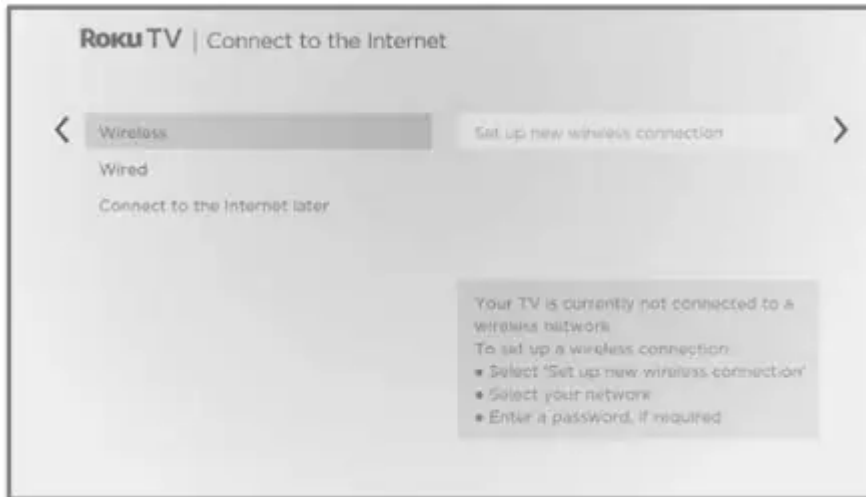 Roku TV | Connect to the Internet
Wireless
Set up new wireless connection
Wired
Connect to the Internet later
Your TV is currently not connected to a
wireless network
To set up a wireless connection:
• Select 'Set up new wireless connection'
• Select your network
• Enter a password, if required